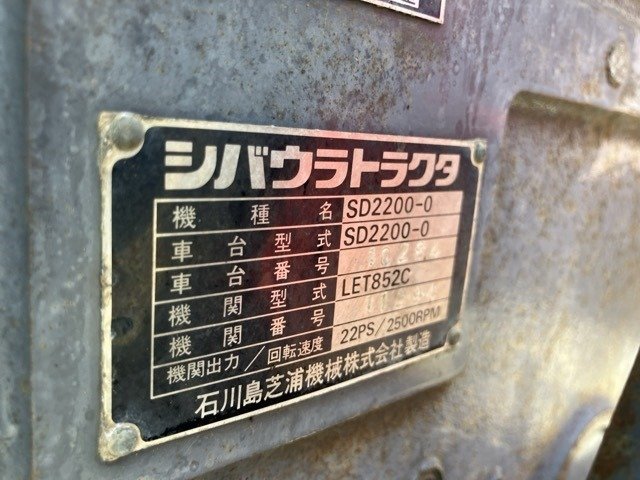 シバウラトラクタ
機種名 SD2200-0
車台型式 SD2200-0
車台番号
機関型式 LET852C
機関番号
機関出力/回転速度 22PS/2500RPM
石川島芝浦機械株式会社製造